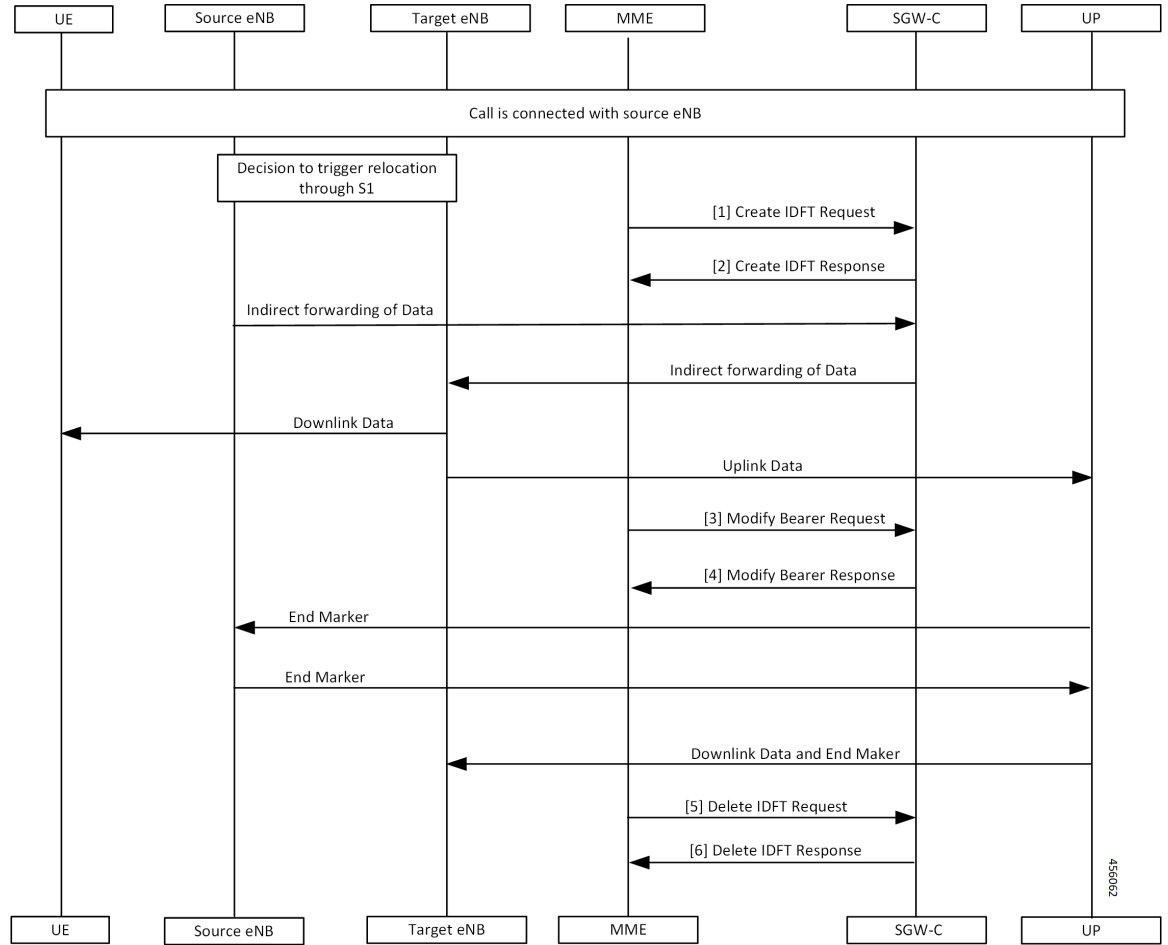 UE
Source eNB
Target eNB
MME
SGW-C
UP
Call is connected with source eNB
Decision to trigger relocation
through S1
[1] Create IDFT Request
[2] Create IDFT Response
Indirect forwarding of Data
Indirect forwarding of Data
Downlink Data
Uplink Data
[3] Modify Bearer Request
[4] Modify Bearer Response
End Marker
End Marker
Downlink Data and End Maker
[5] Delete IDFT Request
[6] Delete IDFT Response
456062
UE
Source eNB
Target eNB
MME
SGW-C
UP